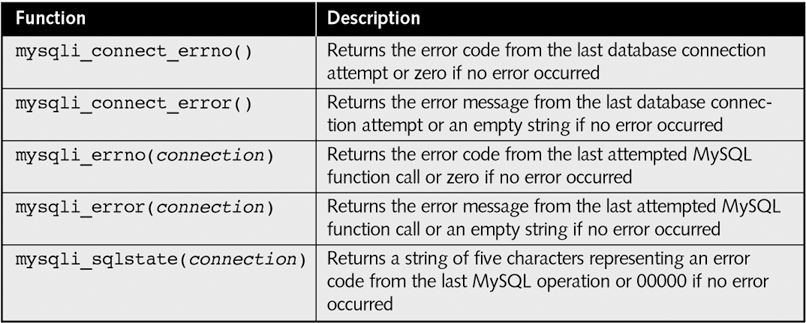 Function Description
mysqli_connect_errno() Returns the error code from the last database connection
attempt or zero if no error occurred
mysqli_connect_error() Returns the error message from the last database connec-
tion attempt or an empty string if no error occurred
mysqli_errno(connection) Returns the error code from the last attempted MySQL
function call or zero if no error occurred
mysqli_error(connection) Returns the error message from the last attempted MySQL
function call or an empty string if no error occurred
mysqli_sqlstate(connection) Returns a string of five characters representing an error
code from the last MySQL operation or 00000 if no error
occurred